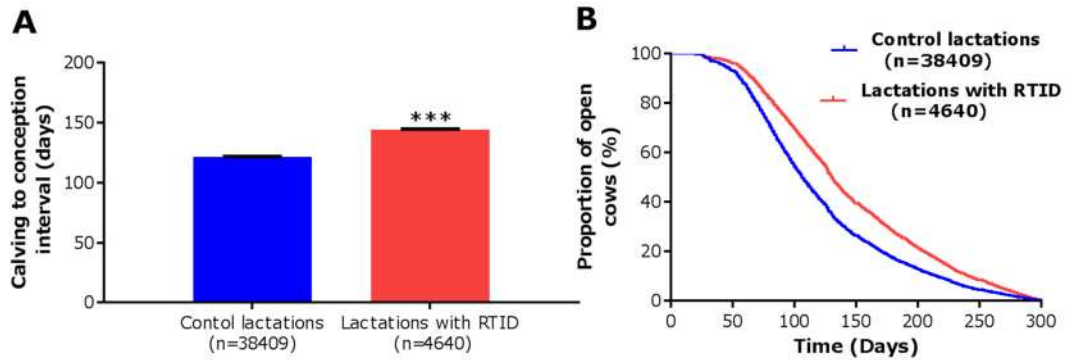 A
Calving to conception
interval (days)
200
150
100
50
0
***
Contol lactations
(n=38409)
Lactations with RTID
(n=4640)
B
Proportion of open
cows (%)
100
80
60
40
20
0
Control lactations
(n=38409)
Lactations with RTID
(n=4640)
0 50 100 150 200 250 300
Time (Days)